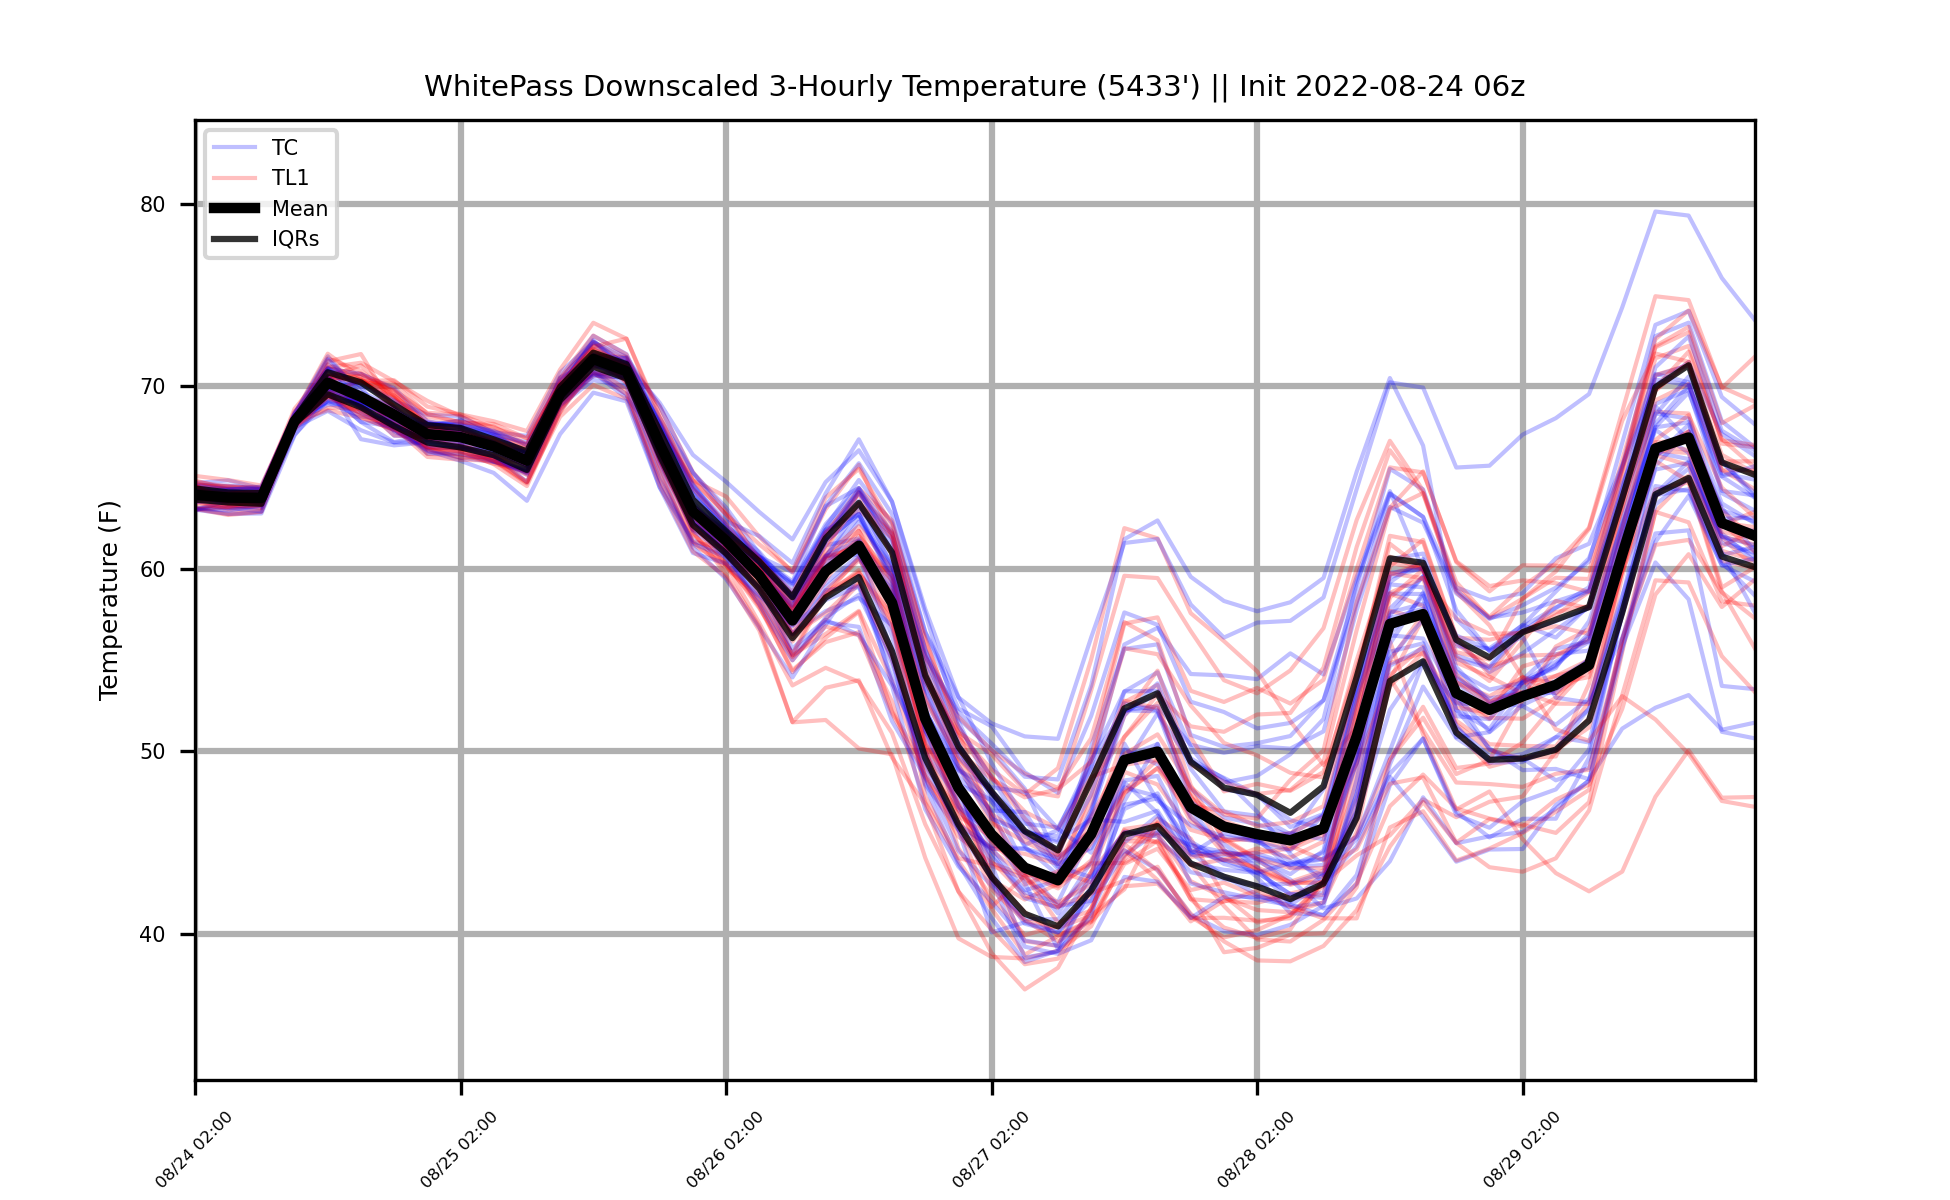 WhitePass Downscaled 3-Hourly Temperature (5433') || Init 2022-08-24 06z
TC
TL1
Mean
IQRs
80
70
60
50
40
Temperature (F)
08/24 02:00
08/25 02:00
08/26 02:00
08/27 02:00
08/28 02:00
08/29 02:00